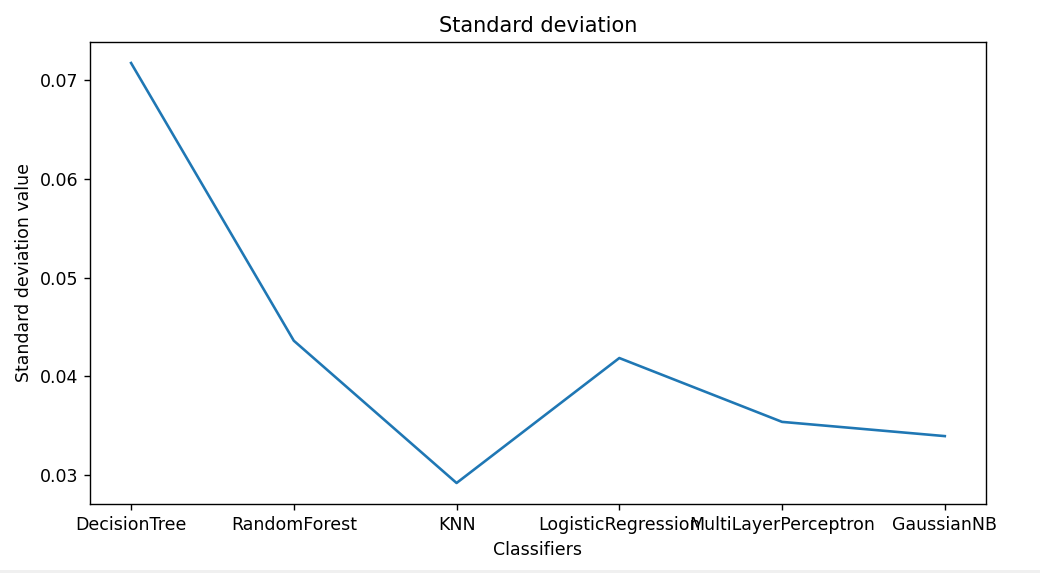 Standard deviation
Standard deviation value
0.07
0.06
0.05
0.04
0.03
DecisionTree RandomForest KNN LogisticRegression MultiLayerPerceptron GaussianNB
Classifiers